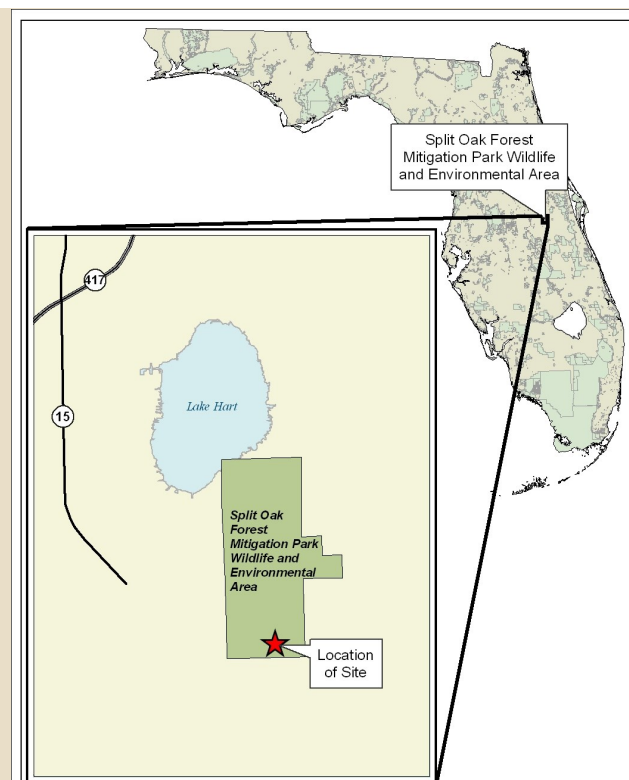 Split Oak Forest
Mitigation Park Wildlife
and Environmental Area
417
15
Lake Hart
Split Oak
Forest
Mitigation Park
Wildlife and
Environmental
Area
Location
of Site